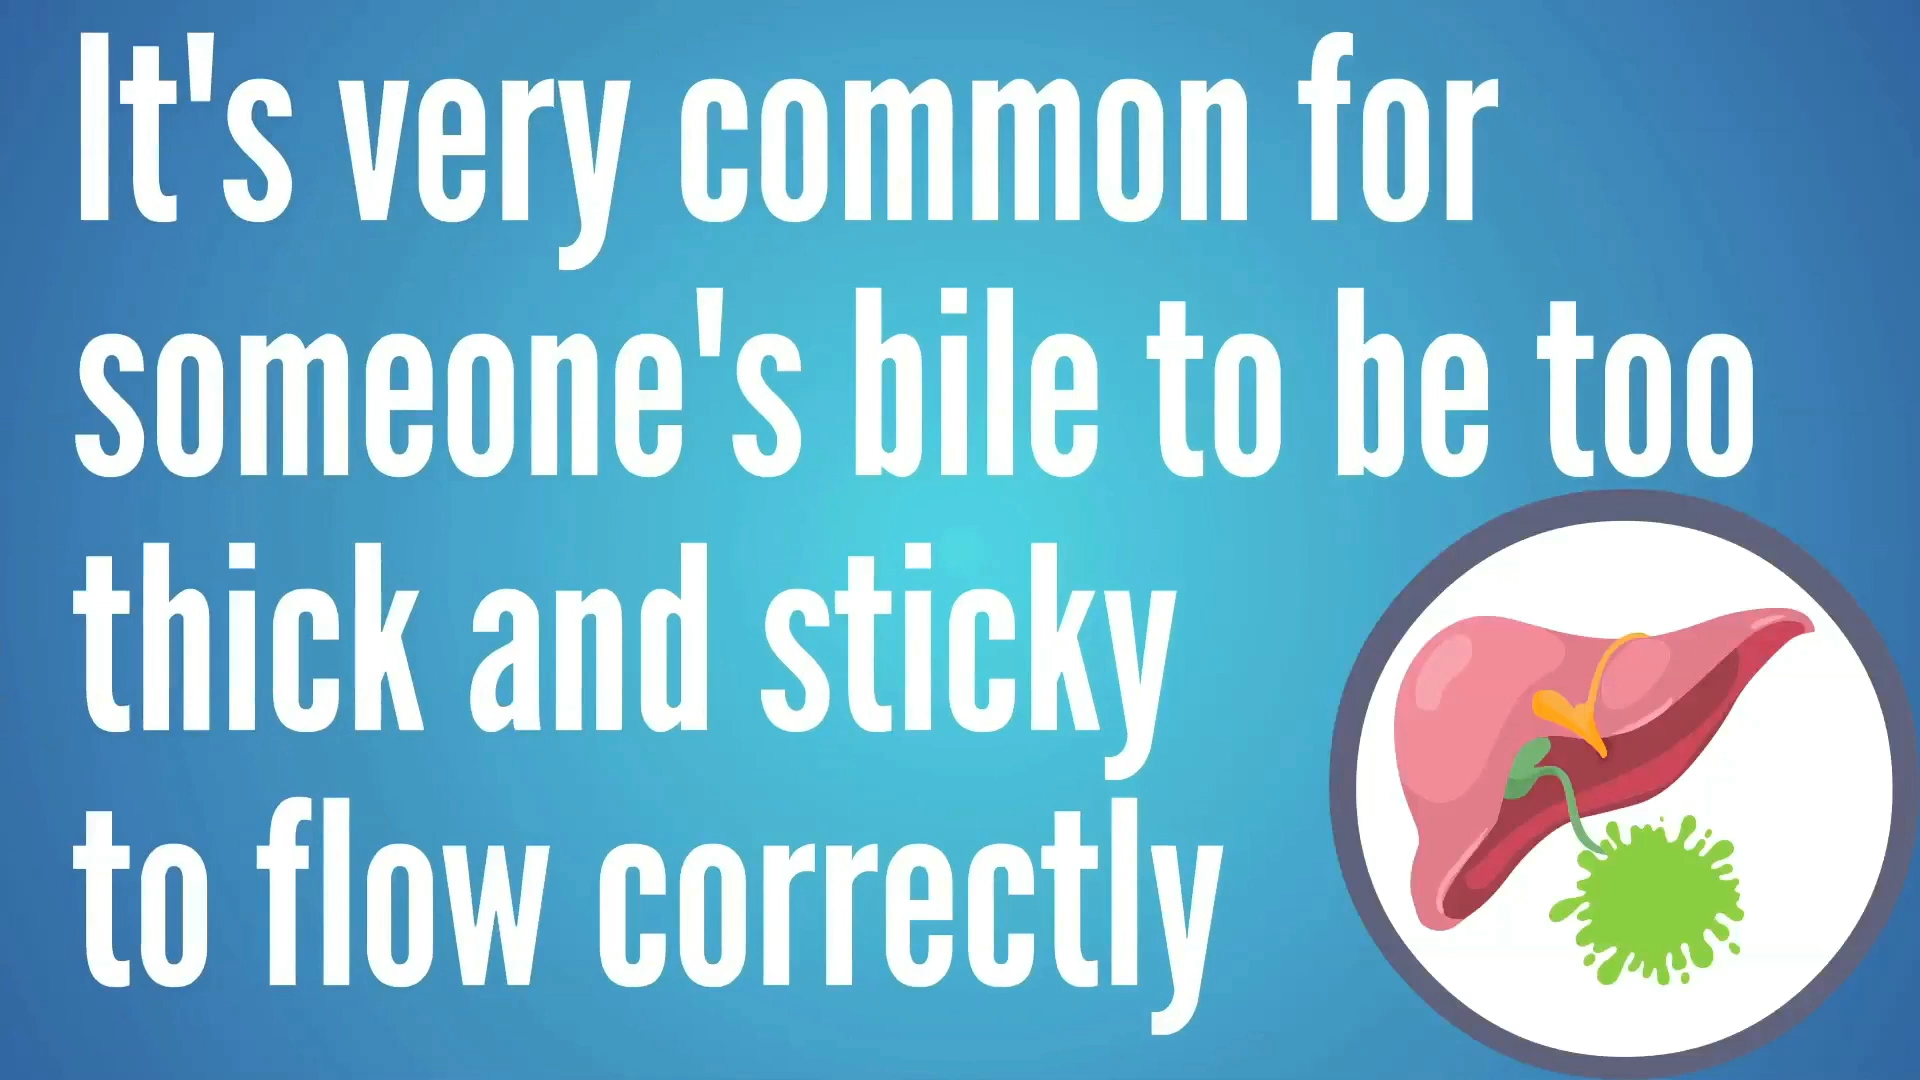 It's very common for
someone's bile to be too
thick and sticky
to flow correctly